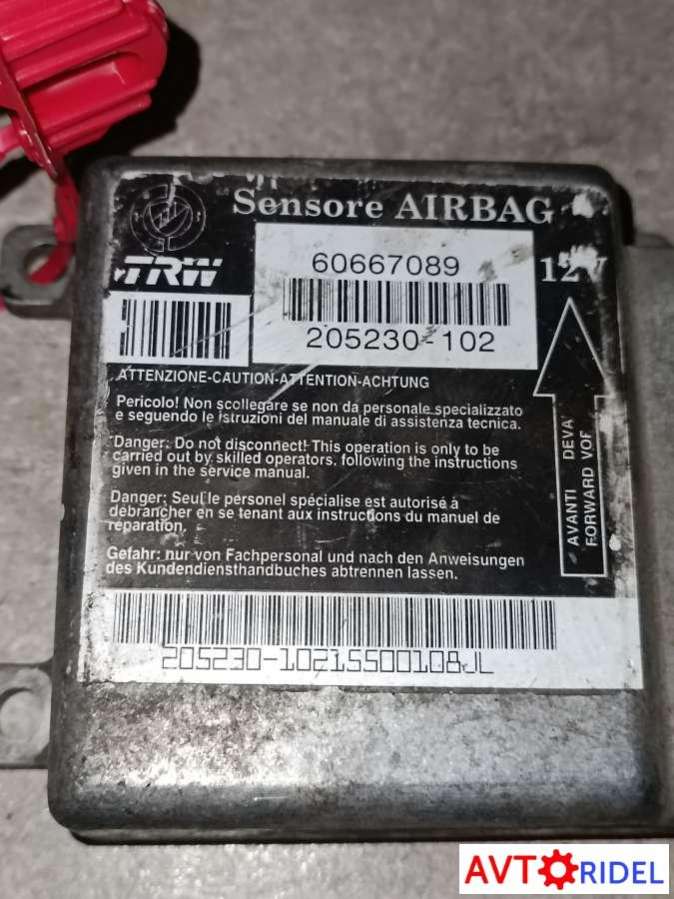 Sensore AIRBAG
TRW
60667089
12V
205230-102
ATTENZIONE-CAUTION-ATTENTION-ACHTUNG
Pericolo! Non scollegare se non da personale specializzato
e seguendo le istruzioni del manuale di assistenza tecnica.
Danger: Do not disconnect! This operation is only to be
carried out by skilled operators, following the instructions
given in the service manual.
Danger: Seul le personel spécialise est autorisé à
débrancher en se tenant aux instructions du manuel de
réparation.
Gefahr: nur von Fachpersonal und nach den Anweisungen
des Kundendiensthandbuches abtrennen lassen.
AVANTI DEVA
FORWARD VOF
205230-10215500108JL
AVTORIDEL